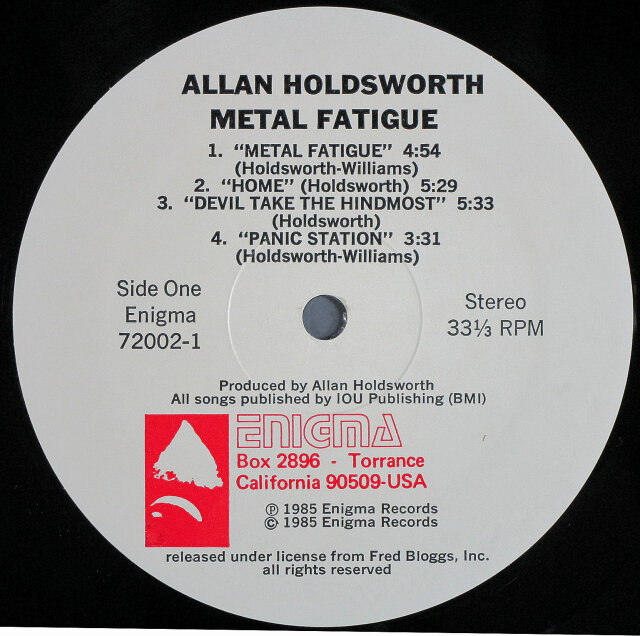 ALLAN HOLDSWORTH
METAL FATIGUE
1. “METAL FATIGUE” 4:54
(Holdsworth-Williams)
2. “HOME” (Holdsworth) 5:29
3. “DEVIL TAKE THE HINDMOST” 5:33
(Holdsworth)
4. “PANIC STATION” 3:31
(Holdsworth-Williams)
Side One
Enigma
72002-1
Stereo
33⅓ RPM
Produced by Allan Holdsworth
All songs published by IOU Publishing (BMI)
ENIGMA
Box 2896 - Torrance
California 90509-USA
Ⓟ 1985 Enigma Records
© 1985 Enigma Records
released under license from Fred Bloggs, Inc.
all rights reserved